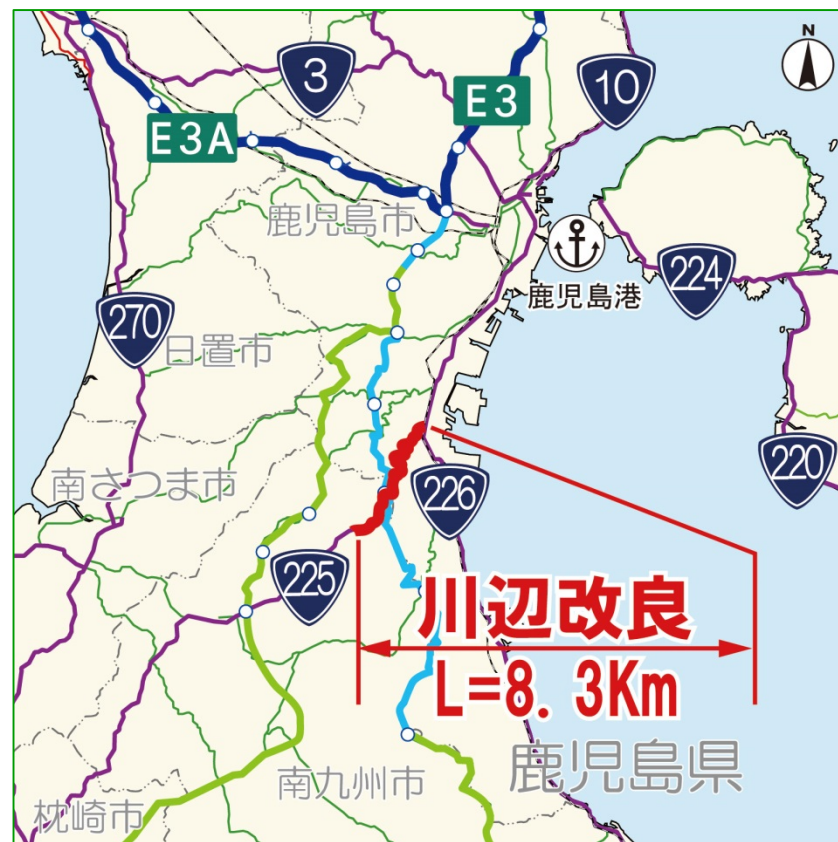 N
3
10
E3
E3A
鹿児島市
224
鹿児島港
270
日置市
220
南さつま市
226
225
川辺改良
L=8.3Km
鹿児島県
南九州市
枕崎市